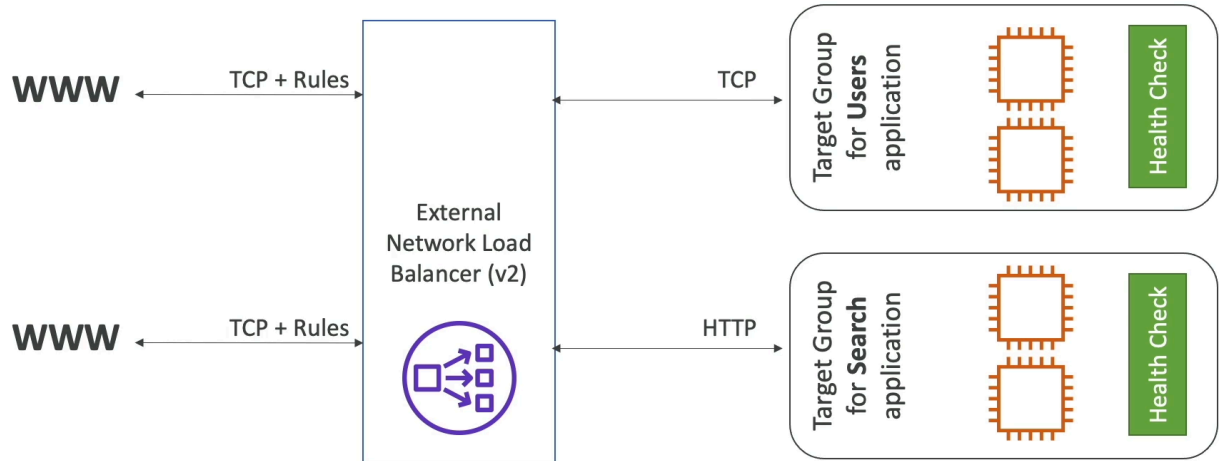 WWW
TCP + Rules
TCP
Target Group
for Users
application
Health Check
External
Network Load
Balancer (v2)
WWW
TCP + Rules
HTTP
Target Group
for Search
application
Health Check